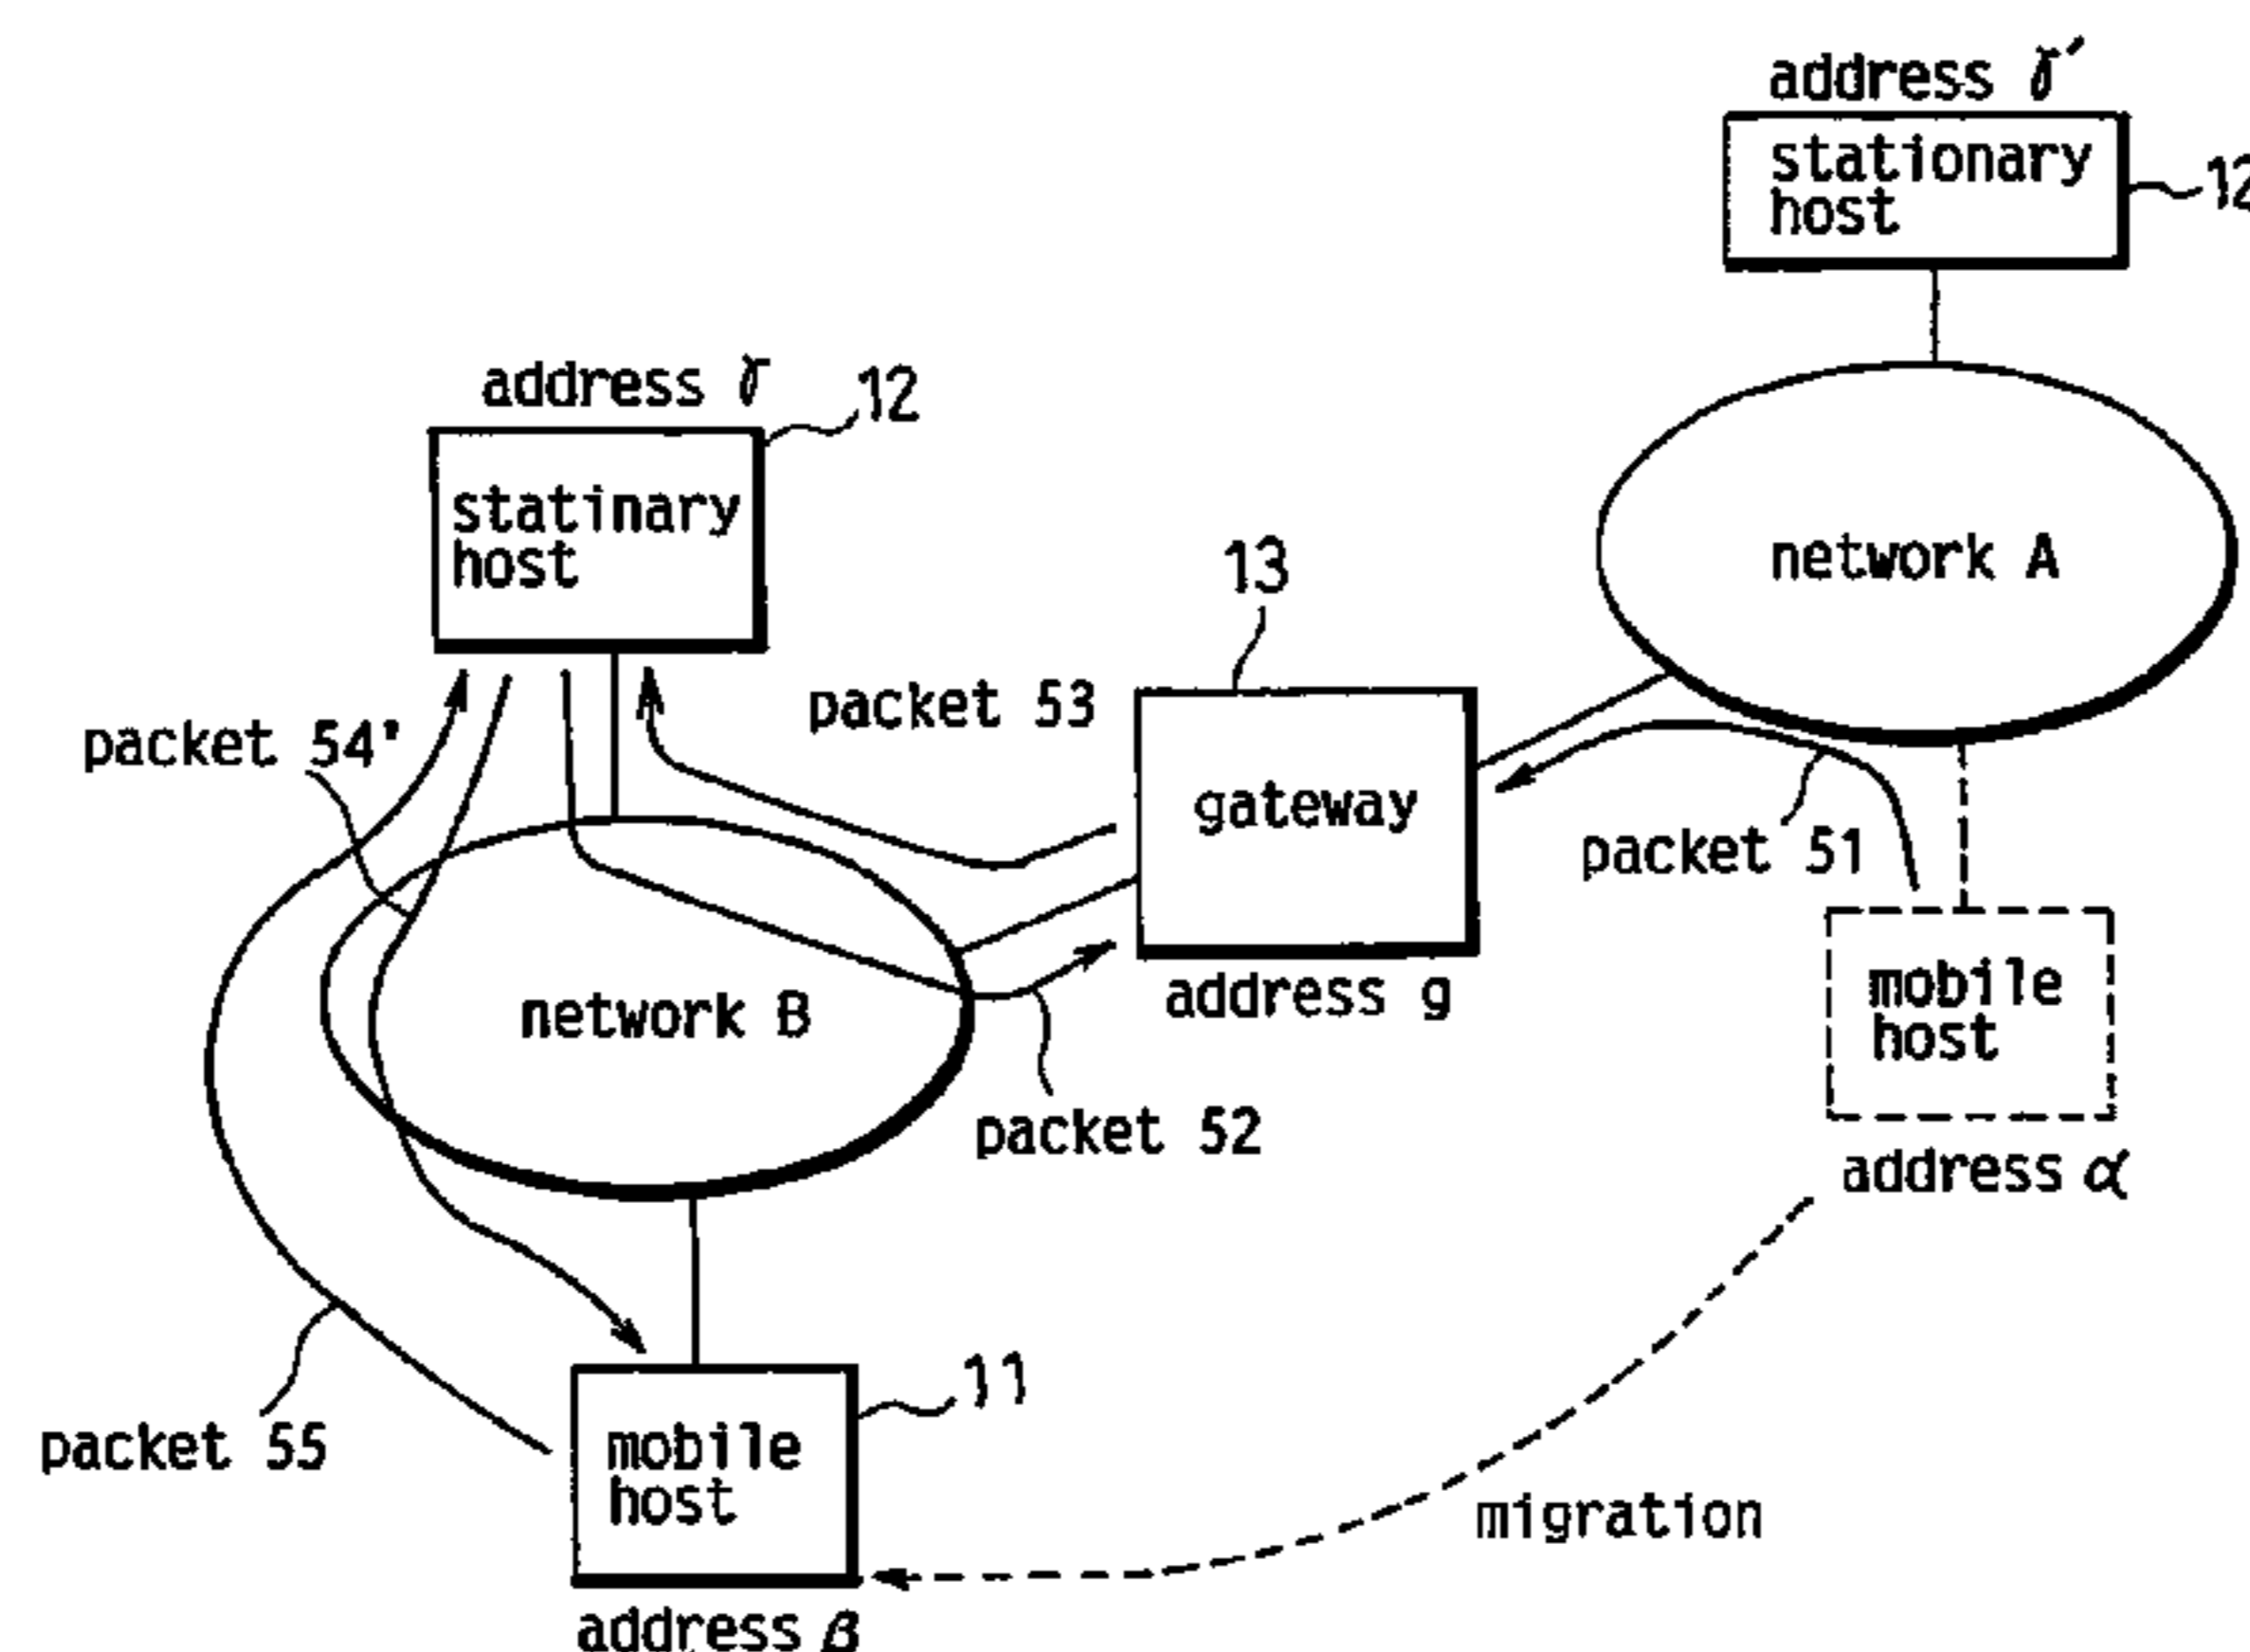 address γ'
stationary
host
12
address γ
12
statinary
host
network A
13
packet 53
packet 54'
gateway
packet 51
address g
mobile
host
network B
packet 52
address α
11
mobile
host
packet 55
migration
address β